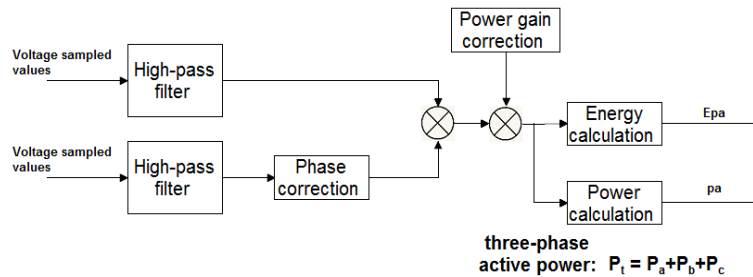 Power gain
correction
Voltage sampled
values
High-pass
filter
Energy
calculation
Epa
Voltage sampled
values
High-pass
filter
Phase
correction
Power
calculation
pa
three-phase
active power: Pt = Pa+Pb+Pc